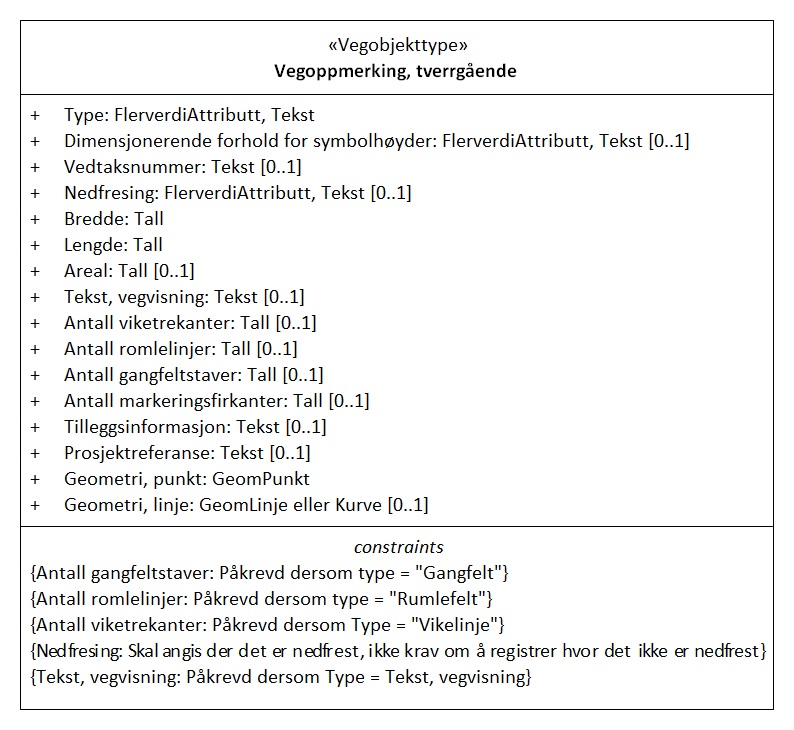 «Vegobjekttype»
Vegoppmerking, tverrgående
+ Type: FlerverdiAttributt, Tekst
+ Dimensjonerende forhold for symbolhøyder: FlerverdiAttributt, Tekst [0..1]
+ Vedtaksnummer: Tekst [0..1]
+ Nedfresing: FlerverdiAttributt, Tekst [0..1]
+ Bredde: Tall
+ Lengde: Tall
+ Areal: Tall [0..1]
+ Tekst, vegvisning: Tekst [0..1]
+ Antall viketrekanter: Tall [0..1]
+ Antall romlelinjer: Tall [0..1]
+ Antall gangfeltstaver: Tall [0..1]
+ Antall markeringsfirkanter: Tall [0..1]
+ Tilleggsinformasjon: Tekst [0..1]
+ Prosjektreferanse: Tekst [0..1]
+ Geometri, punkt: GeomPunkt
+ Geometri, linje: GeomLinje eller Kurve [0..1]
constraints
{Antall gangfeltstaver: Påkrevd dersom type = "Gangfelt"}
{Antall romlelinjer: Påkrevd dersom type = "Rumlefelt"}
{Antall viketrekanter: Påkrevd dersom Type = "Vikelinje"}
{Nedfresing: Skal angis der det er nedfrest, ikke krav om å registrer hvor det ikke er nedfrest}
{Tekst, vegvisning: Påkrevd dersom Type = Tekst, vegvisning}